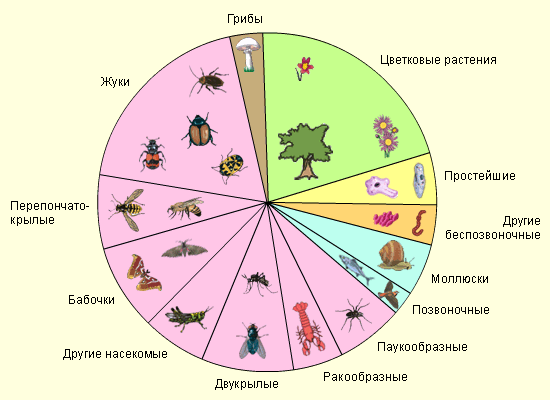 Грибы
Цветковые растения
Жуки
Простейшие
Перепончато-
крылые
Другие
беспозвоночные
Моллюски
Бабочки
Позвоночные
Паукообразные
Другие насекомые
Ракообразные
Двукрылые